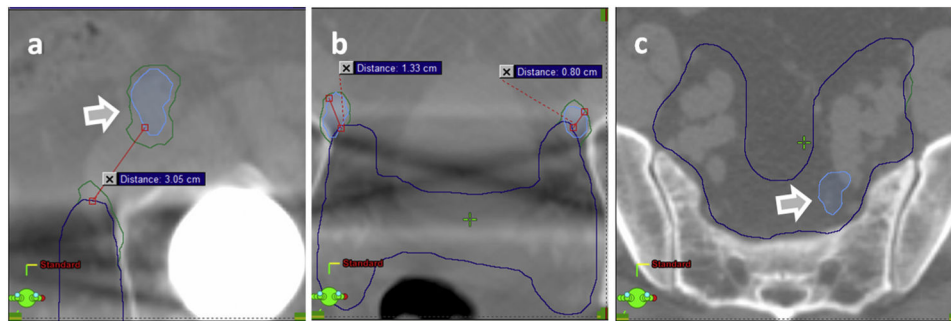 a
b
c
Distance: 1.33 cm
Distance: 0.80 cm
Distance: 3.05 cm
Standard
Standard
Standard